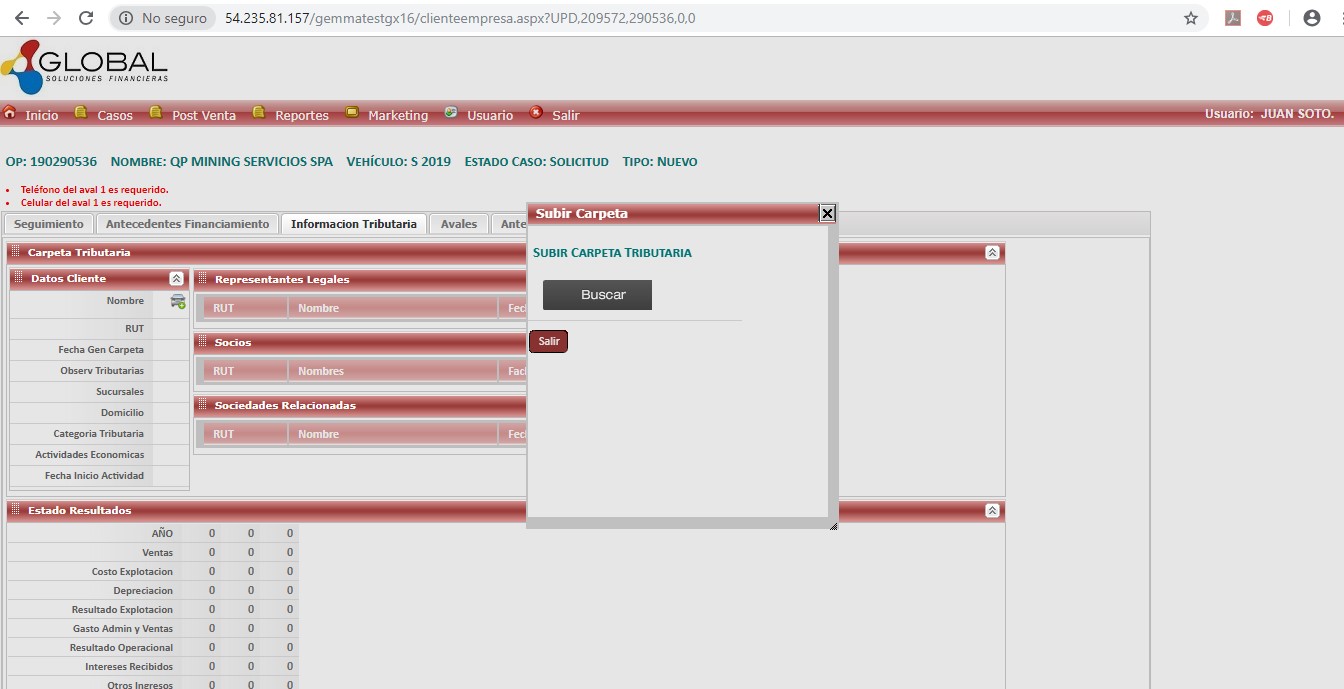 No seguro 54.235.81.157/gemmatestgx16/clienteempresa.aspx?UPD,209572,290536,0,0
GLOBAL
SOLUCIONES FINANCIERAS
Inicio Casos Post Venta Reportes Marketing Usuario Salir Usuario: JUAN SOTO.
OP: 190290536 NOMBRE: QP MINING SERVICIOS SPA VEHÍCULO: S 2019 ESTADO CASO: SOLICITUD TIPO: NUEVO
• Teléfono del aval 1 es requerido.
• Celular del aval 1 es requerido.
Seguimiento Antecedentes Financiamiento Informacion Tributaria Avales Ante
Subir Carpeta
SUBIR CARPETA TRIBUTARIA
Buscar
Salir
Carpeta Tributaria
Datos Cliente
Nombre
RUT
Fecha Gen Carpeta
Observ Tributarias
Sucursales
Domicilio
Categoria Tributaria
Actividades Economicas
Fecha Inicio Actividad
Representantes Legales
RUT Nombre Fec
Socios
RUT Nombres Fac
Sociedades Relacionadas
RUT Nombre Fec
Estado Resultados
AÑO 0 0 0
Ventas 0 0 0
Costo Explotacion 0 0 0
Depreciacion 0 0 0
Resultado Explotacion 0 0 0
Gasto Admin y Ventas 0 0 0
Resultado Operacional 0 0 0
Intereses Recibidos 0 0 0
Otros Ingresos 0 0 0